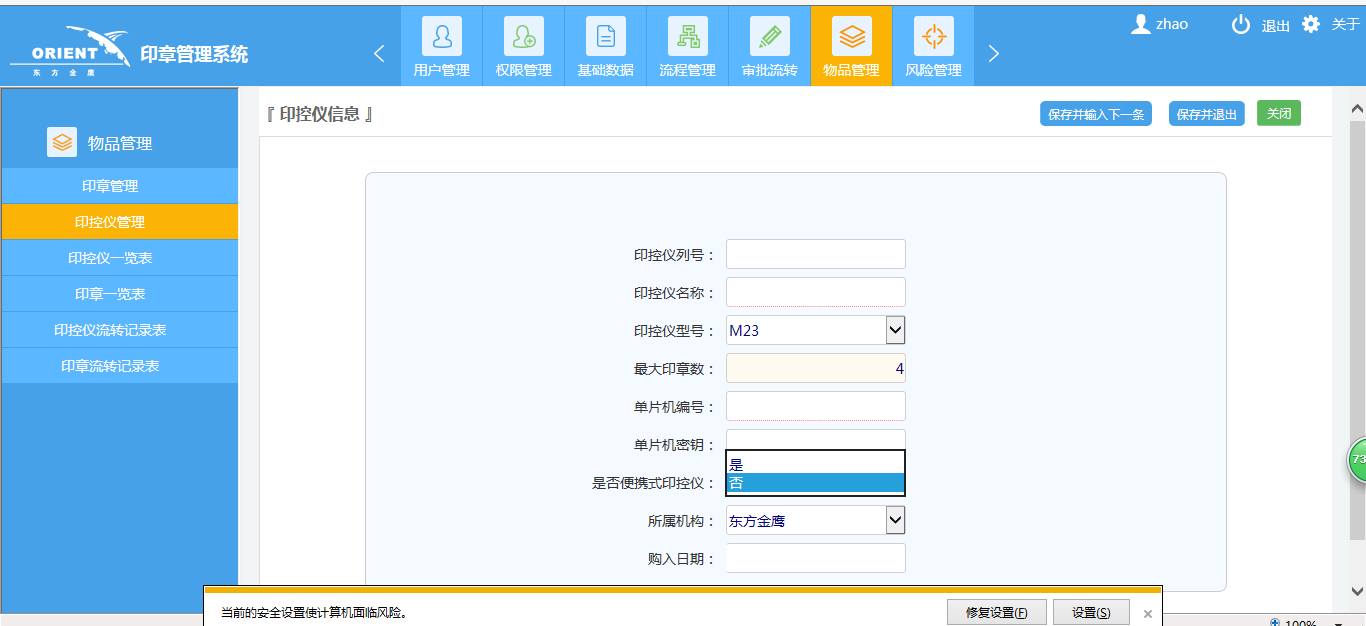 ORIENT
东方金鹰
印章管理系统
用户管理
权限管理
基础数据
流程管理
审批流转
物品管理
风险管理
zhao
退出
关于
物品管理
印章管理
印控仪管理
印控仪一览表
印章一览表
印控仪流转记录表
印章流转记录表
『 印控仪信息 』
保存并输入下一条
保存并退出
关闭
印控仪列号：
印控仪名称：
印控仪型号： M23
最大印章数： 4
单片机编号：
单片机密钥：
是
是否便携式印控仪： 否
所属机构： 东方金鹰
购入日期：
73
当前的安全设置使计算机面临风险。
修复设置(F)
设置(S)
×
100%